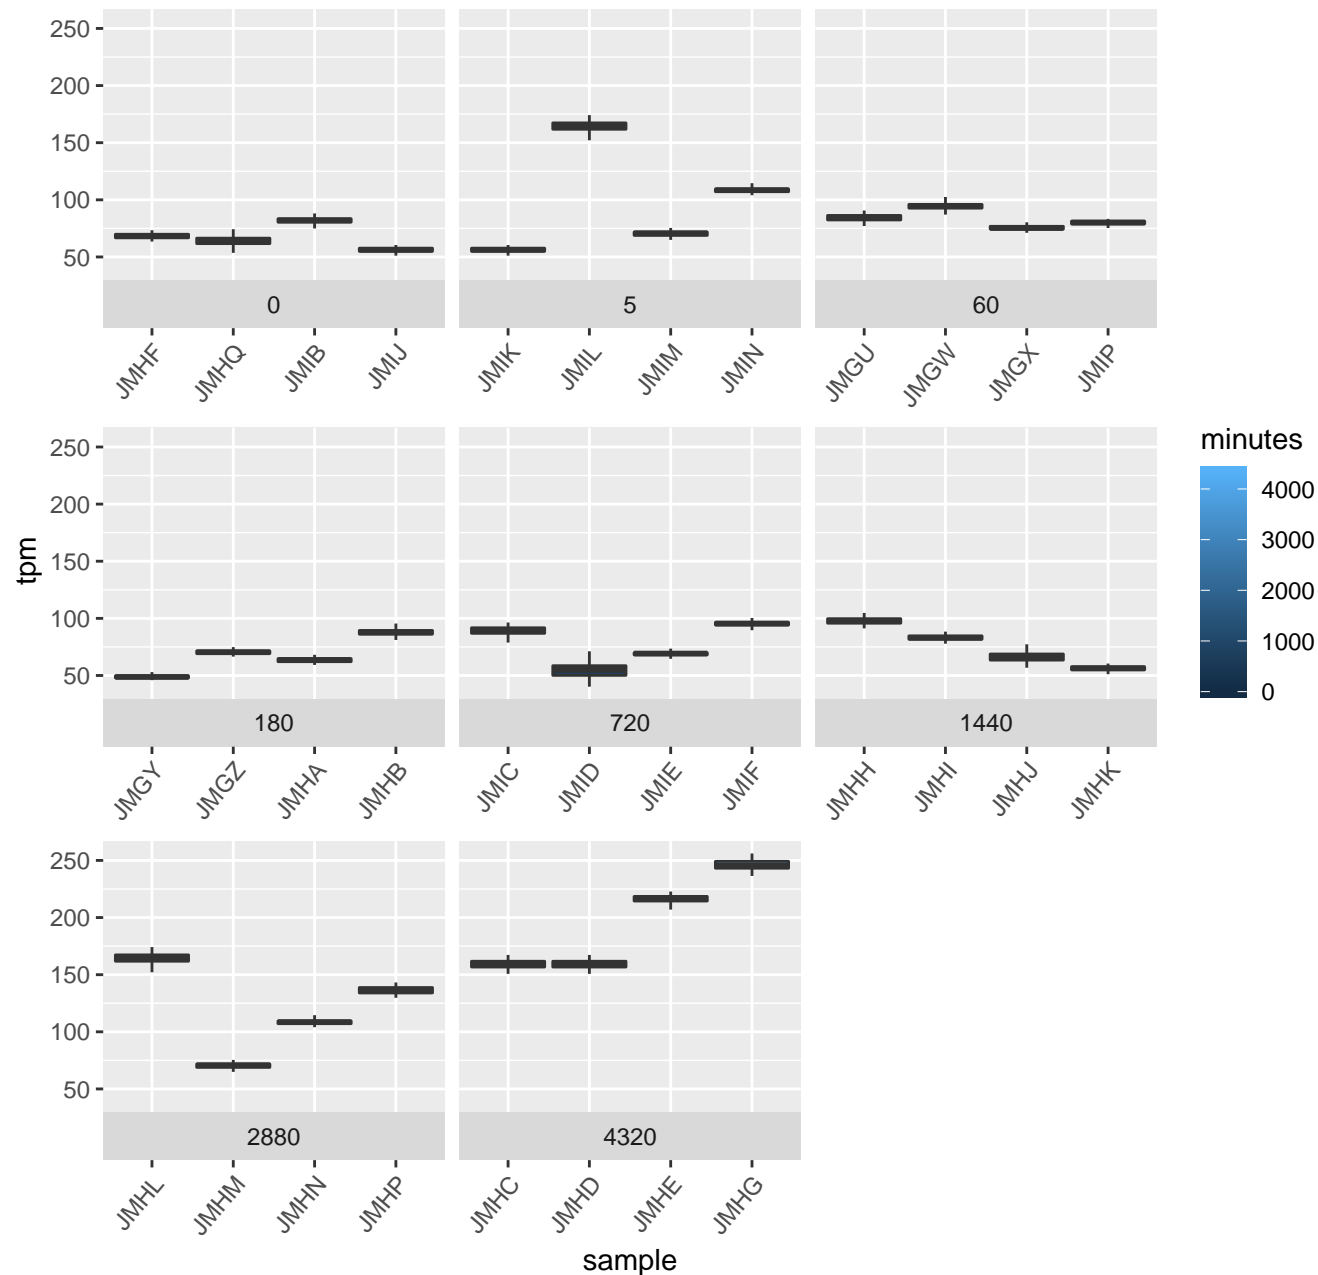 250
200
150
100
50
0
5
60
JMHF
JMHQ
JMIB
JMIJ
JMIK
JMIL
JMIM
JMIN
JMGU
JMGW
JMGX
JMIP
250
200
150
100
50
180
720
1440
JMGY
JMGZ
JMHA
JMHB
JMIC
JMID
JMIE
JMIF
JMHH
JMHI
JMHJ
JMHK
250
200
150
100
50
2880
4320
JMHL
JMHM
JMHN
JMHP
JMHC
JMHD
JMHE
JMHG
sample
tpm
minutes
4000
3000
2000
1000
0